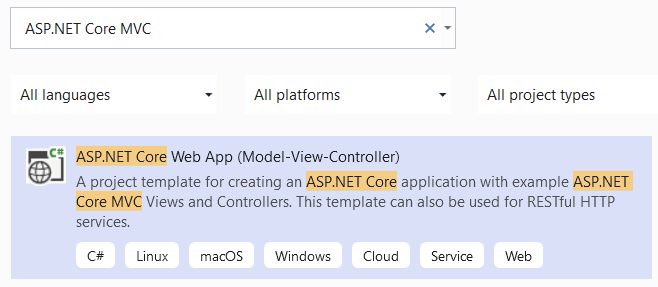 ASP.NET Core MVC
All languages
All platforms
All project types
C#
ASP.NET Core Web App (Model-View-Controller)
A project template for creating an ASP.NET Core application with example ASP.NET
Core MVC Views and Controllers. This template can also be used for RESTful HTTP
services.
C#
Linux
macOS
Windows
Cloud
Service
Web